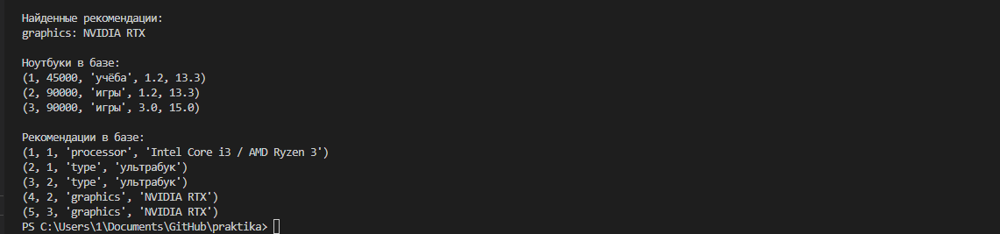 Найденные рекомендации:
graphics: NVIDIA RTX
Ноутбуки в базе:
(1, 45000, 'учёба', 1.2, 13.3)
(2, 90000, 'игры', 1.2, 13.3)
(3, 90000, 'игры', 3.0, 15.0)
Рекомендации в базе:
(1, 1, 'processor', 'Intel Core i3 / AMD Ryzen 3')
(2, 1, 'type', 'ультрабук')
(3, 2, 'type', 'ультрабук')
(4, 2, 'graphics', 'NVIDIA RTX')
(5, 3, 'graphics', 'NVIDIA RTX')
PS C:\Users\1\Documents\GitHub\praktika>